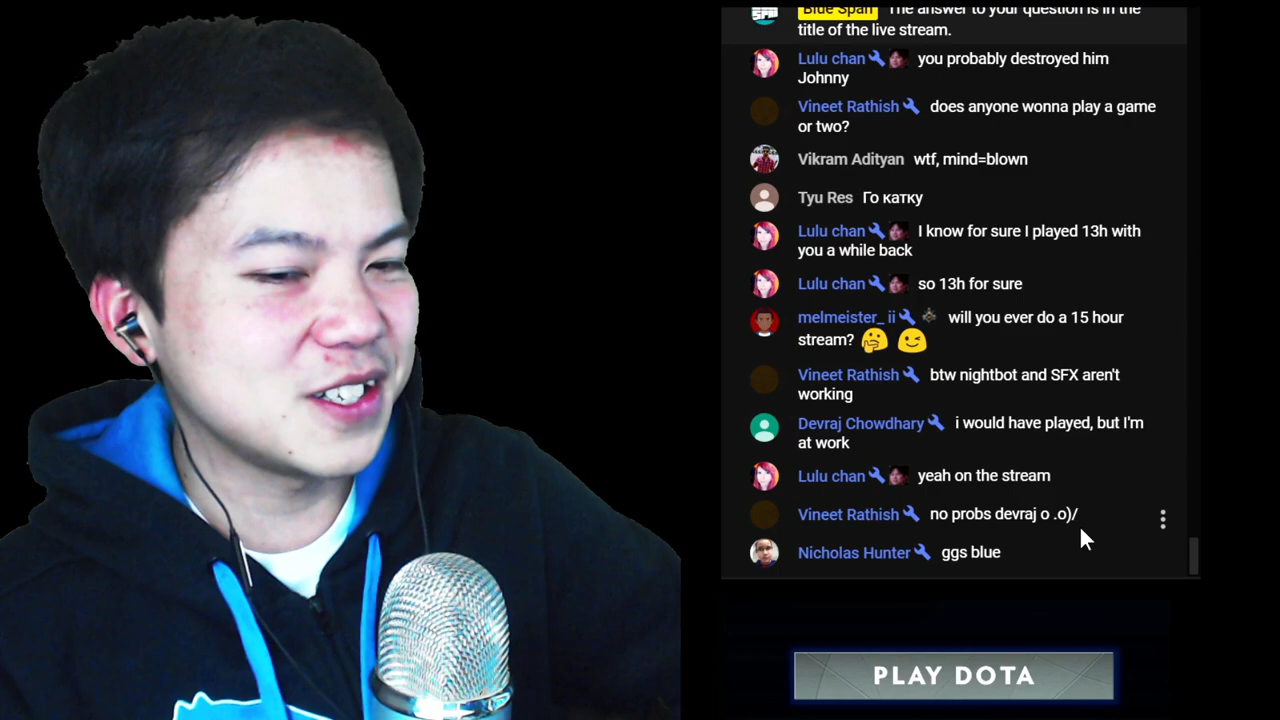 Blue Spah The answer to your question is in the
title of the live stream.
Lulu chan you probably destroyed him
Johnny
Vineet Rathish does anyone wonna play a game
or two?
Vikram Adityan wtf, mind=blown
Tyu Res Го катку
Lulu chan I know for sure I played 13h with
you a while back
Lulu chan so 13h for sure
melmeister_ ii will you ever do a 15 hour
stream?
Vineet Rathish btw nightbot and SFX aren't
working
Devraj Chowdhary i would have played, but I'm
at work
Lulu chan yeah on the stream
Vineet Rathish no probs devraj o .o)/
Nicholas Hunter ggs blue
PLAY DOTA